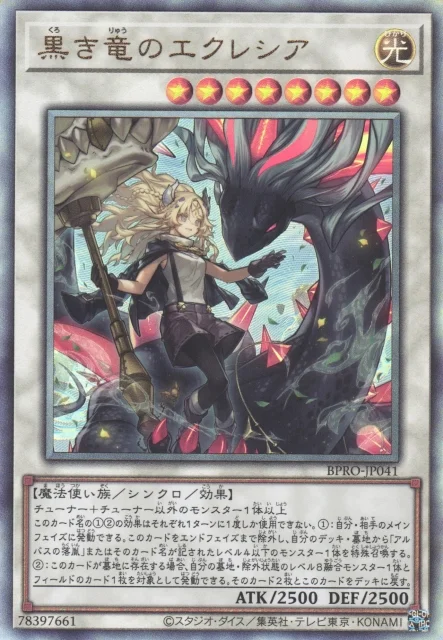 黒き竜のエクレシア
光
BPRO-JP041
【魔法使い族/シンクロ/効果】
チューナー+チューナー以外のモンスター1体以上
このカード名の①②の効果はそれぞれ1ターンに1度しか使用できない。①:自分・相手のメイン
フェイズに発動できる。このカードをエンドフェイズまで除外し、自分のデッキ・墓地から「アル
バスの落胤」またはそのカード名が記されたレベル4以下のモンスター1体を特殊召喚する。
②:このカードが墓地に存在する場合、自分の墓地・除外状態のレベル8融合モンスター1体と
フィールドのカード1枚を対象として発動できる。そのカード2枚とこのカードをデッキに戻す。
ATK/2500 DEF/2500
78397661
©スタジオ・ダイス/集英社・テレビ東京・KONAMI